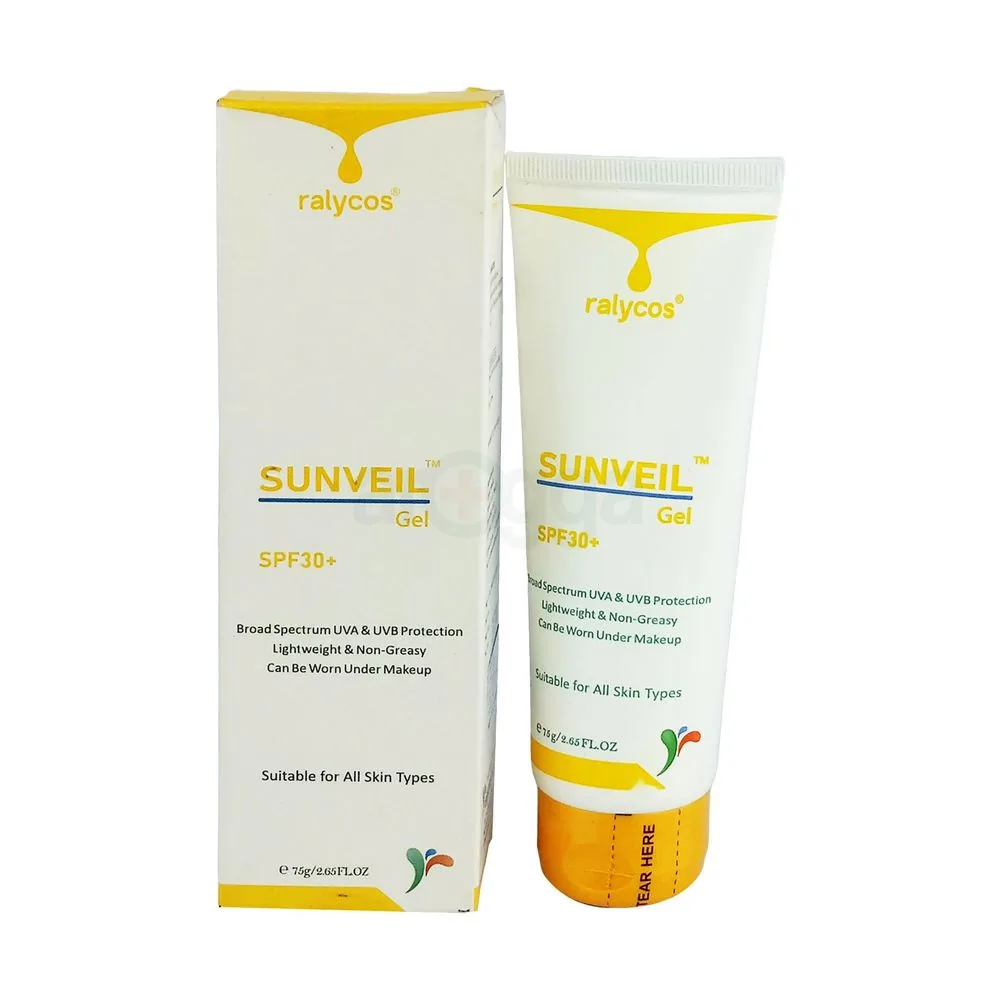 ralycos®
SUNVEIL™
Gel
SPF30+
Broad Spectrum UVA & UVB Protection
Lightweight & Non-Greasy
Can Be Worn Under Makeup
Suitable for All Skin Types
℮ 75g/2.65FL.OZ
ralycos®
SUNVEIL™
Gel
SPF30+
Broad Spectrum UVA & UVB Protection
Lightweight & Non-Greasy
Can Be Worn Under Makeup
Suitable for All Skin Types
℮ 75g/2.65FL.OZ
TEAR HERE
arogga